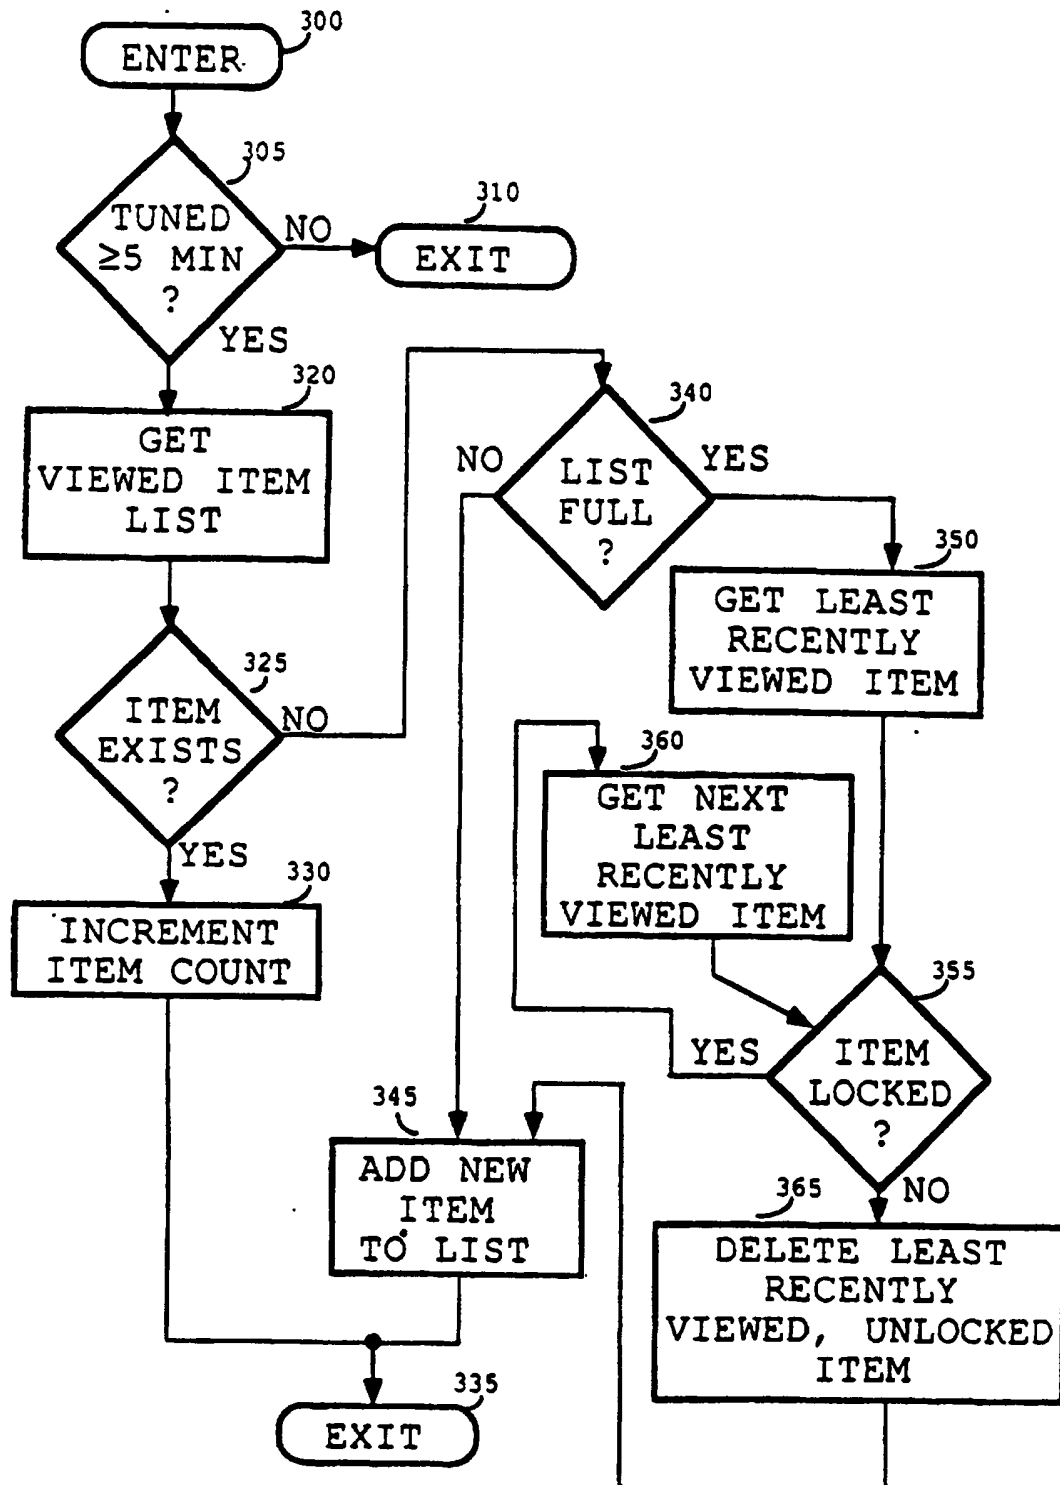 300
ENTER
305
TUNED
≥5 MIN
?
NO
310
EXIT
YES
320
GET
VIEWED ITEM
LIST
325
ITEM
EXISTS
?
NO
YES
330
INCREMENT
ITEM COUNT
340
LIST
FULL
?
NO
YES
350
GET LEAST
RECENTLY
VIEWED ITEM
360
GET NEXT
LEAST
RECENTLY
VIEWED ITEM
355
ITEM
LOCKED
?
YES
NO
345
ADD NEW
ITEM
TO LIST
365
DELETE LEAST
RECENTLY
VIEWED, UNLOCKED
ITEM
335
EXIT